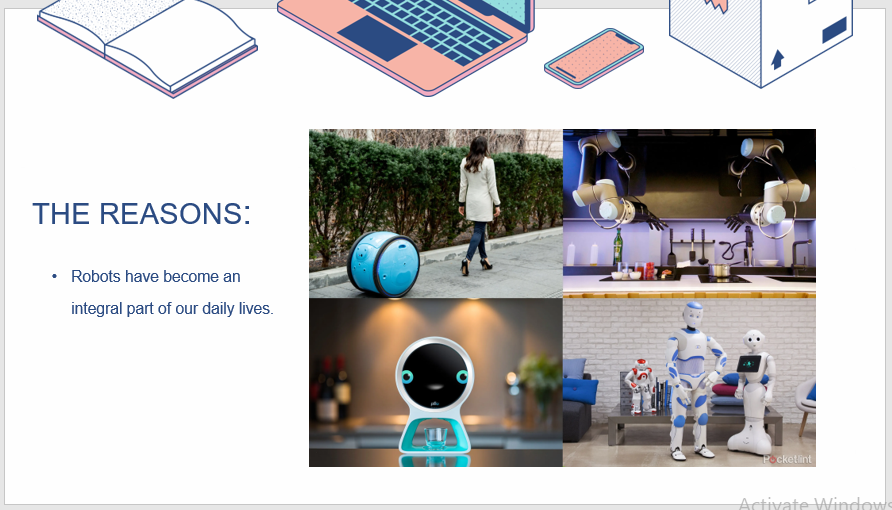 THE REASONS:
• Robots have become an
integral part of our daily lives.
Pocketlint
Activate Windows